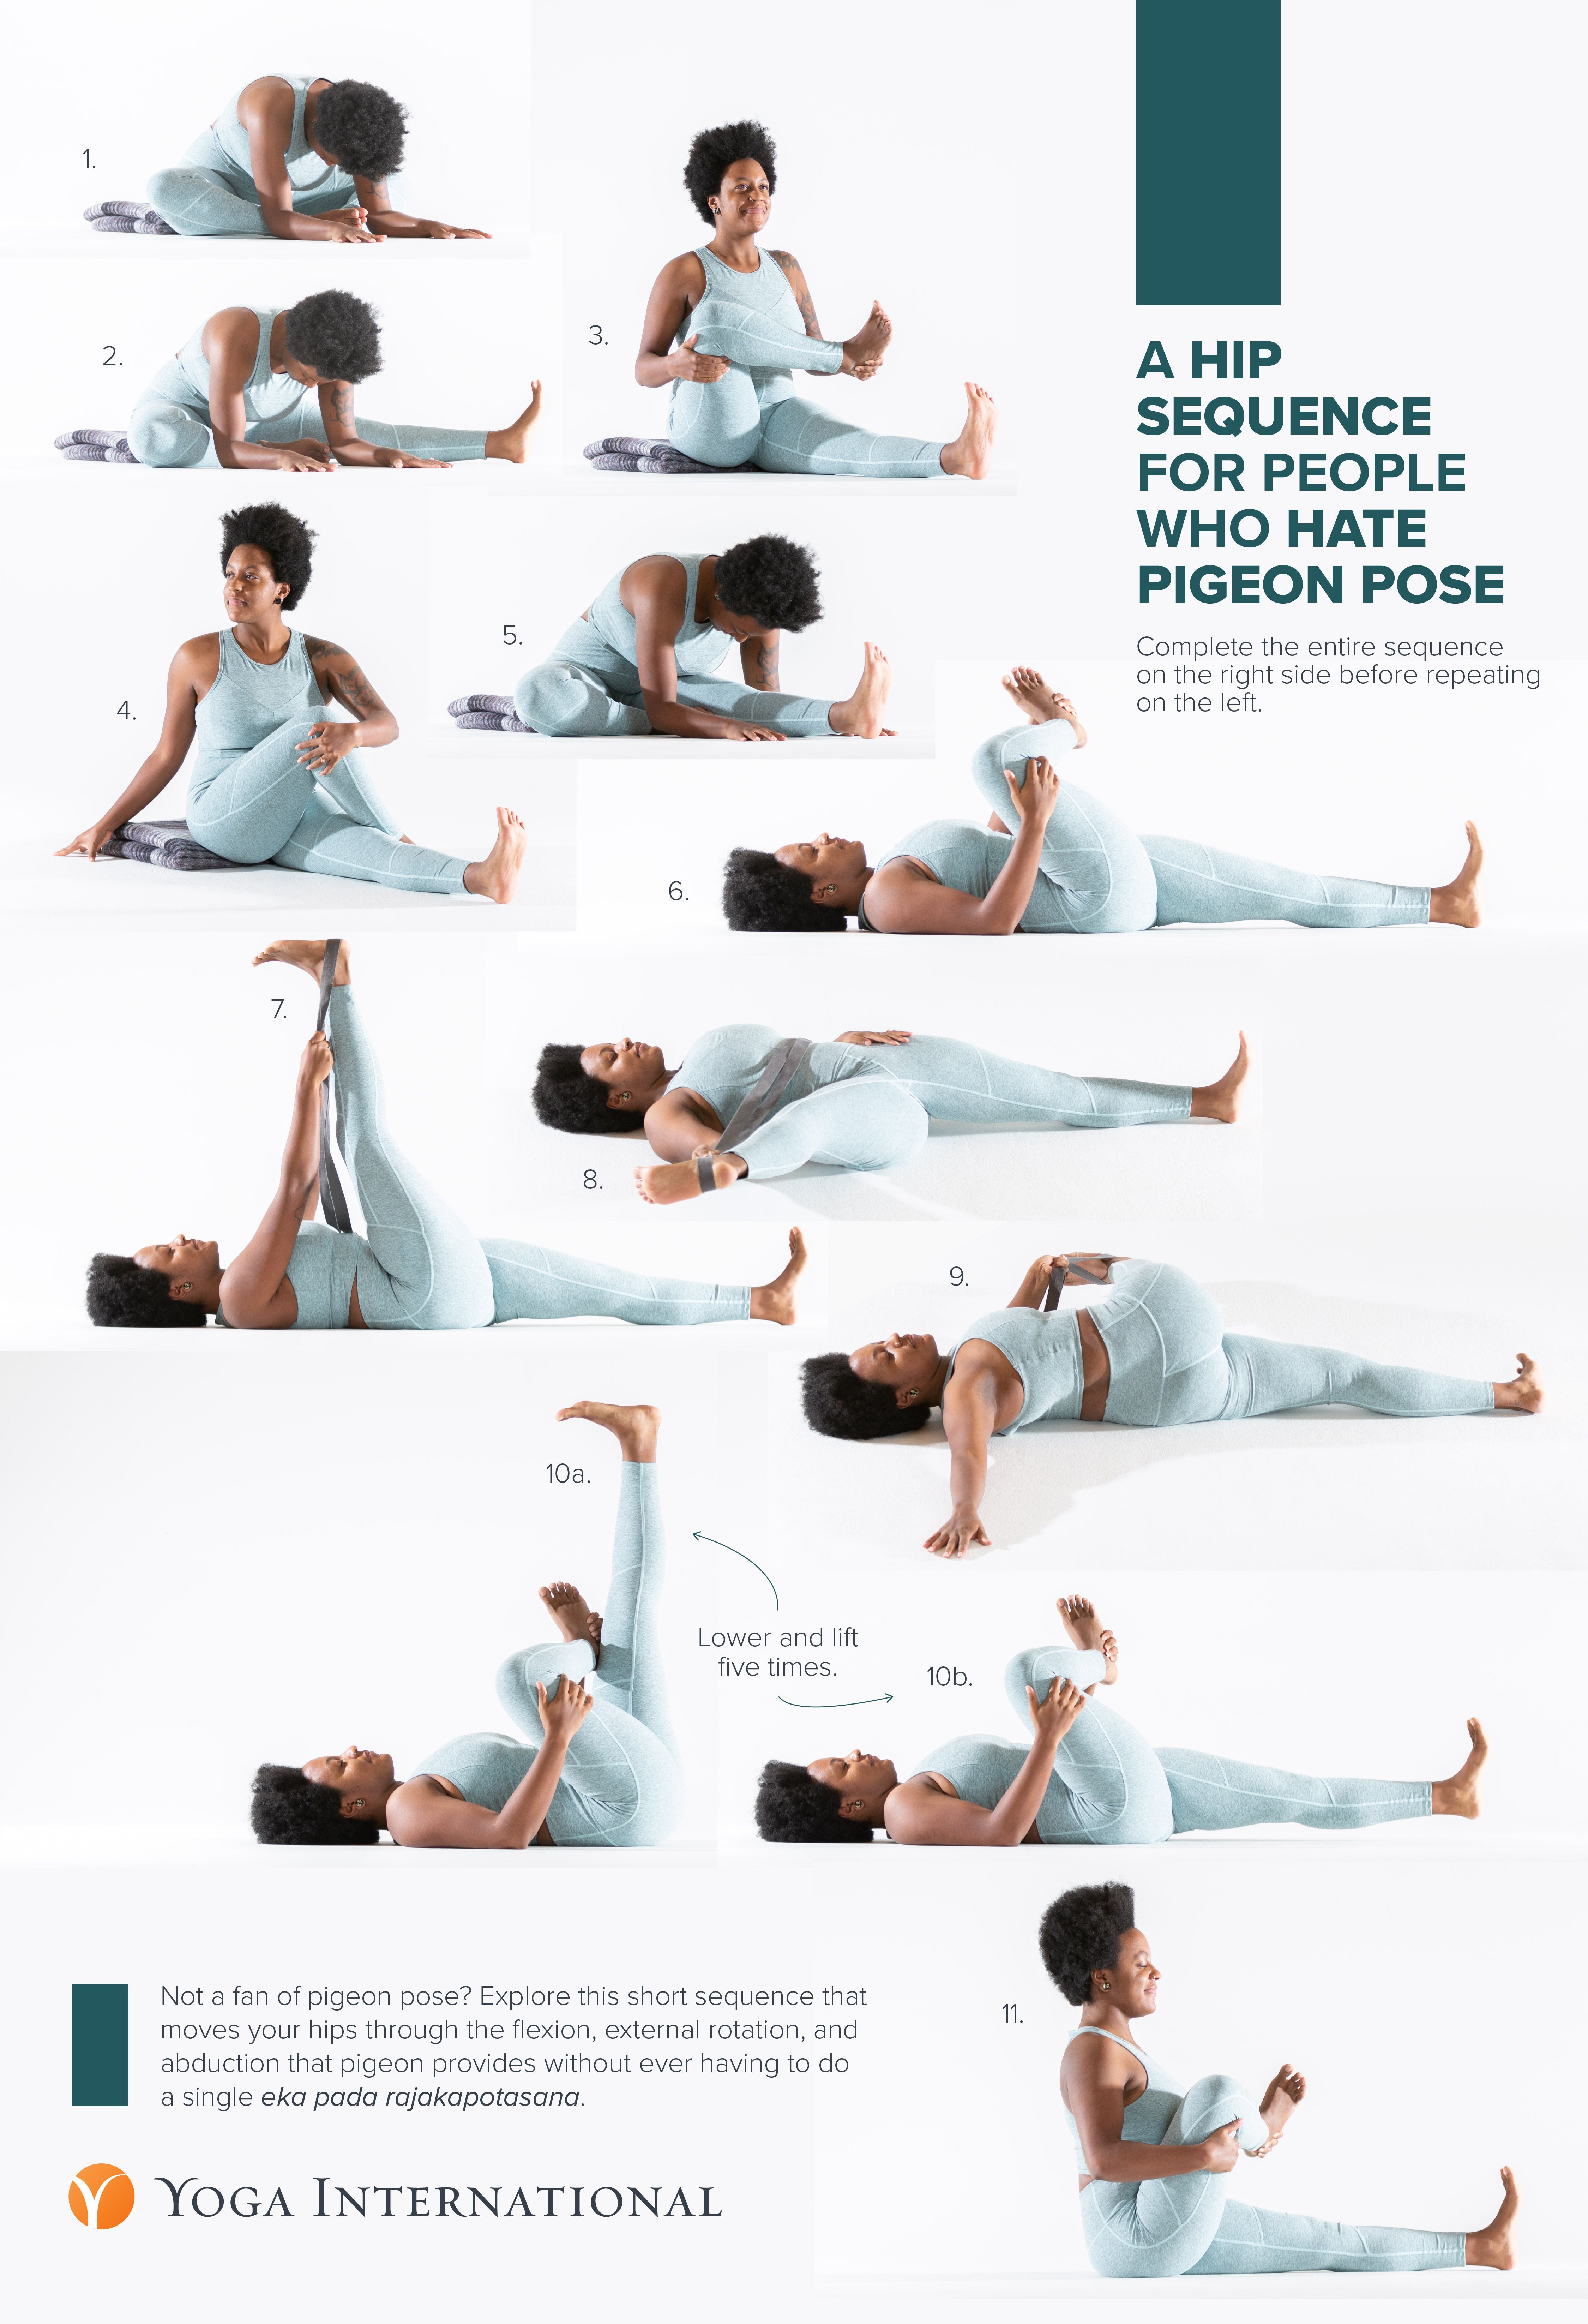 1.
2.
3.
A HIP
SEQUENCE
FOR PEOPLE
WHO HATE
PIGEON POSE
Complete the entire sequence
on the right side before repeating
on the left.
4.
5.
6.
7.
8.
9.
10a.
Lower and lift
five times.
10b.
11.
Not a fan of pigeon pose? Explore this short sequence that
moves your hips through the flexion, external rotation, and
abduction that pigeon provides without ever having to do
a single eka pada rajakapotasana.
YOGA INTERNATIONAL